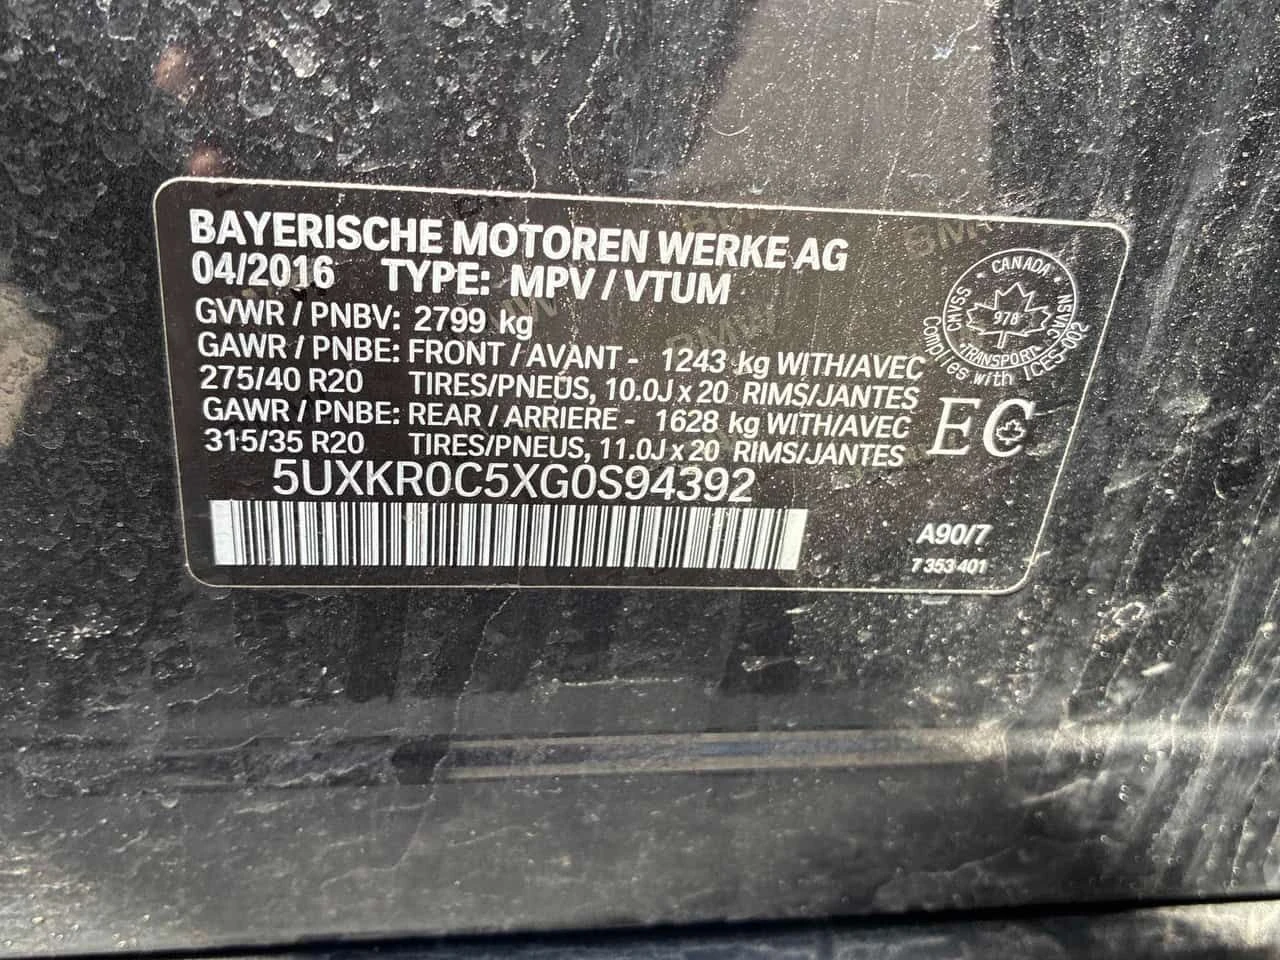 BAYERISCHE MOTOREN WERKE AG
04/2016 TYPE: MPV / VTUM
GVWR / PNBV: 2799 kg
GAWR / PNBE: FRONT / AVANT - 1243 kg WITH/AVEC
275/40 R20 TIRES/PNEUS, 10.0J x 20 RIMS/JANTES
GAWR / PNBE: REAR / ARRIERE - 1628 kg WITH/AVEC
315/35 R20 TIRES/PNEUS, 11.0J x 20 RIMS/JANTES
5UXKR0C5XG0S94392
CANADA
CMVSS
NSVAC
978
TRANSPORT
Complies with ICES-002
EC
A90/7
7 353 401
BMW
BMW
BMW